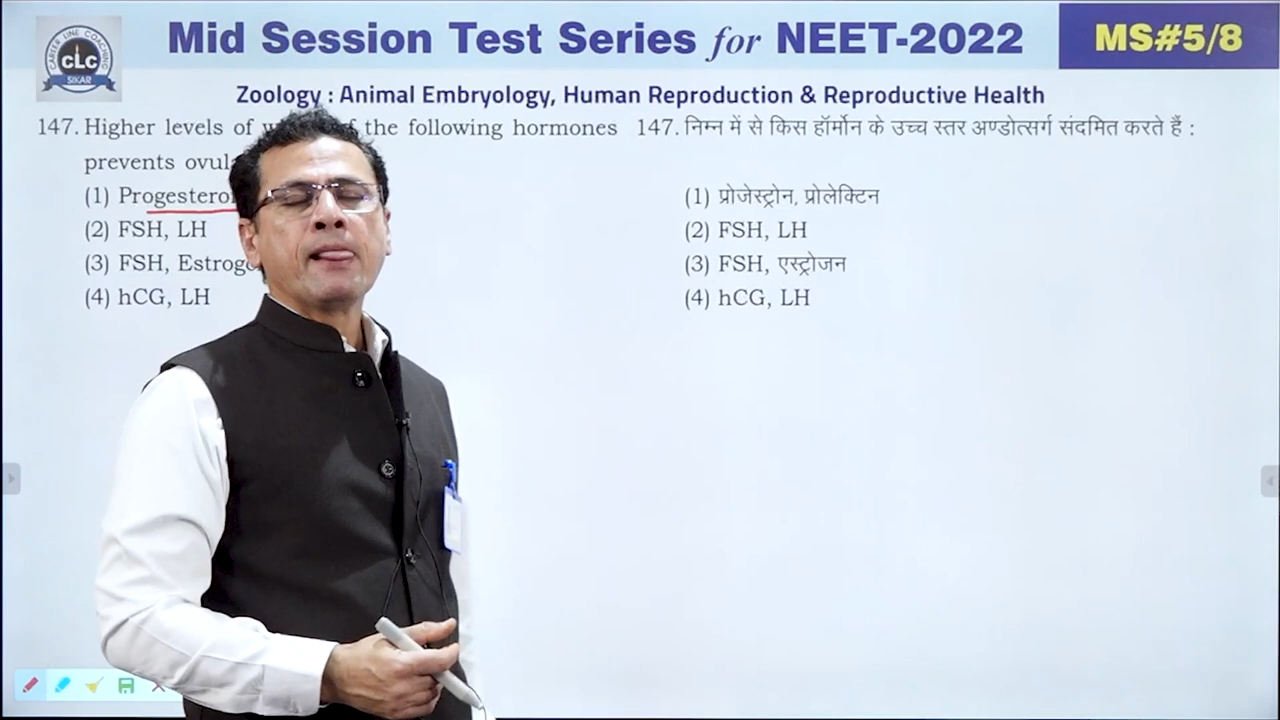 CAREER LINE COACHING
CLC
SIKAR
Mid Session Test Series for NEET-2022
MS#5/8
Zoology : Animal Embryology, Human Reproduction & Reproductive Health
147. Higher levels of the following hormones
prevents
(1)
(2) FSH, LH
(3) FSH,
(4) hCG, LH
147. निम्न में से किस हॉर्मोन के उच्च स्तर अण्डोत्सर्ग संदमित करते हैं :
(1) प्रोजेस्ट्रोन, प्रोलेक्टिन
(2) FSH, LH
(3) FSH, एस्ट्रोजन
(4) hCG, LH